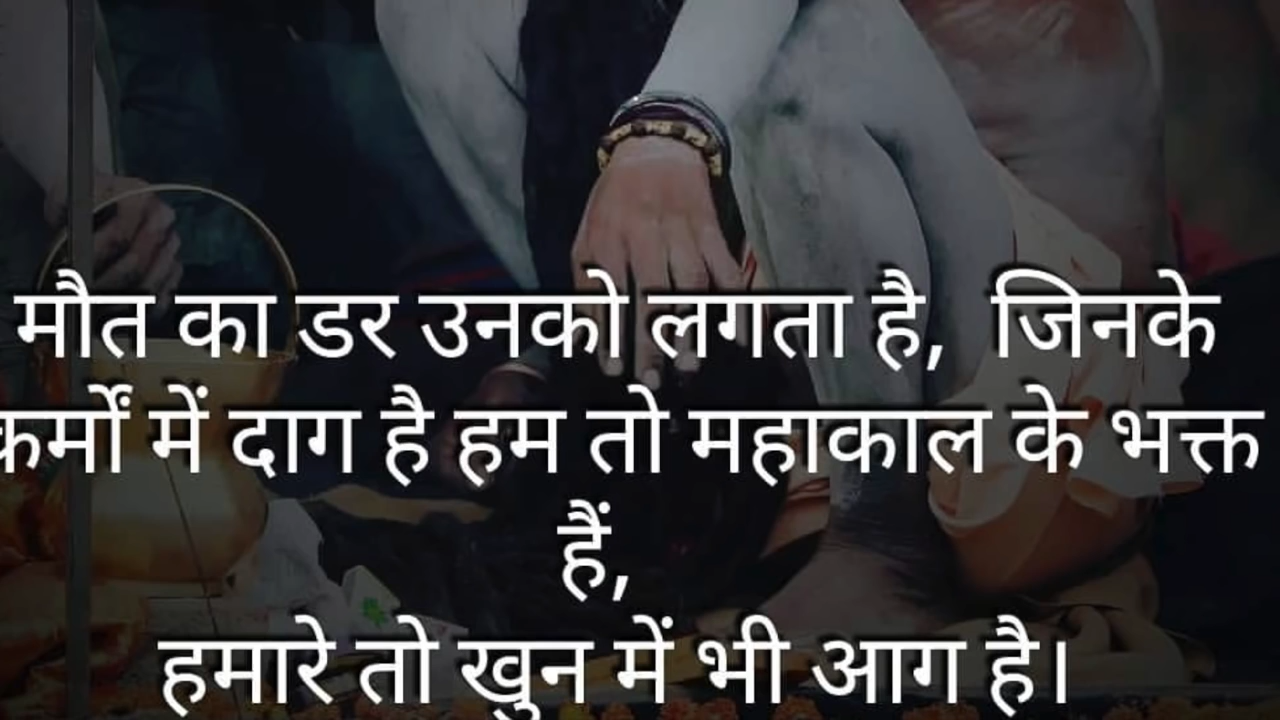 मौत का डर उनको लगता है, जिनके
कर्मों में दाग है हम तो महाकाल के भक्त
हैं,
हमारे तो खुन में भी आग है।